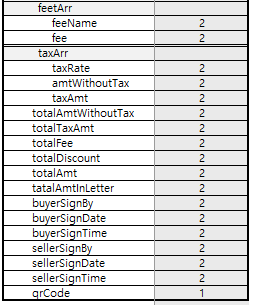 feetArr
feeName 2
fee 2
taxArr
taxRate 2
amtWithoutTax 2
taxAmt 2
totalAmtWithoutTax 2
totalTaxAmt 2
totalFee 2
totalDiscount 2
totalAmt 2
tatalAmtInLetter 2
buyerSignBy 2
buyerSignDate 2
buyerSignTime 2
sellerSignBy 2
sellerSignDate 2
sellerSignTime 2
qrCode 1